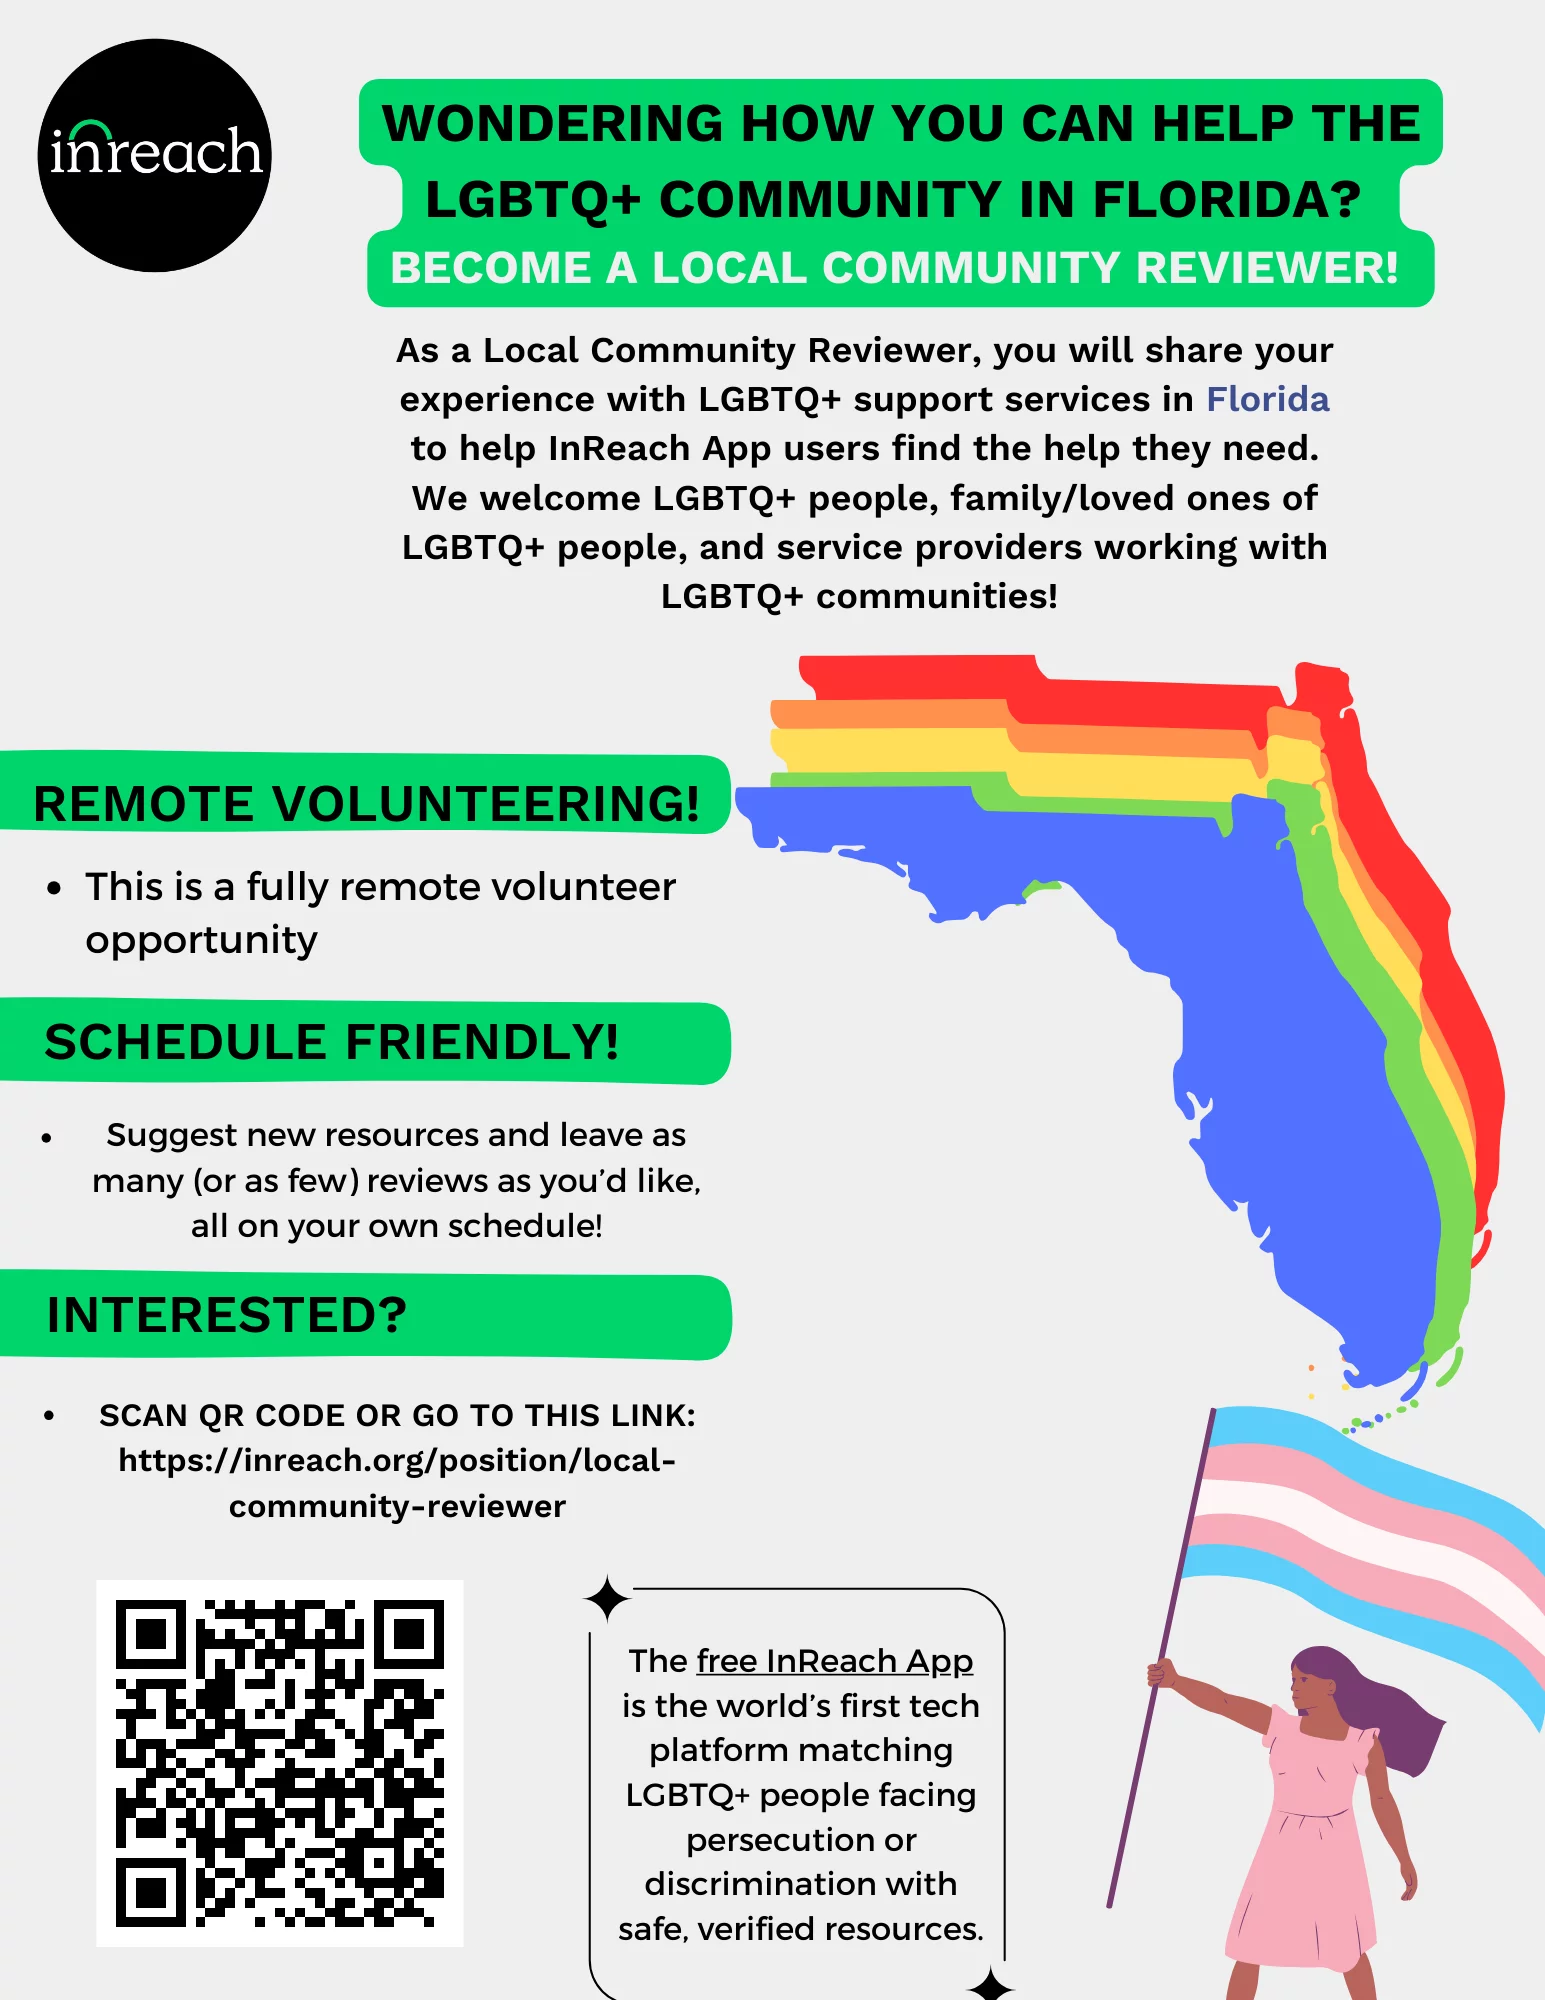 inreach
WONDERING HOW YOU CAN HELP THE
LGBTQ+ COMMUNITY IN FLORIDA?
BECOME A LOCAL COMMUNITY REVIEWER!
As a Local Community Reviewer, you will share your
experience with LGBTQ+ support services in Florida
to help InReach App users find the help they need.
We welcome LGBTQ+ people, family/loved ones of
LGBTQ+ people, and service providers working with
LGBTQ+ communities!
REMOTE VOLUNTEERING!
• This is a fully remote volunteer
opportunity
SCHEDULE FRIENDLY!
• Suggest new resources and leave as
many (or as few) reviews as you’d like,
all on your own schedule!
INTERESTED?
• SCAN QR CODE OR GO TO THIS LINK:
https://inreach.org/position/local-
community-reviewer
The free InReach App
is the world’s first tech
platform matching
LGBTQ+ people facing
persecution or
discrimination with
safe, verified resources.